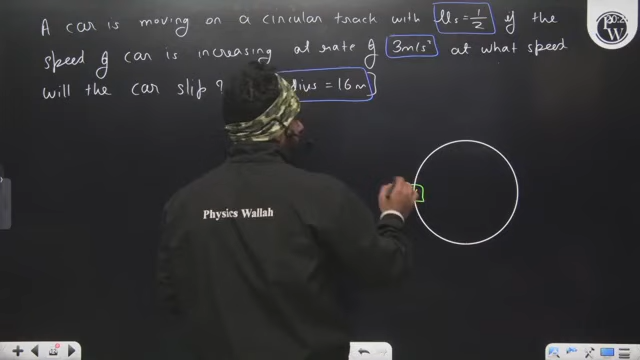 A car is moving on a circular track with μs = 1/2 if the
speed of car is increasing at rate of 3m/s² at what speed
will the car slip ? dius = 16m]
Physics Wallah
P
W